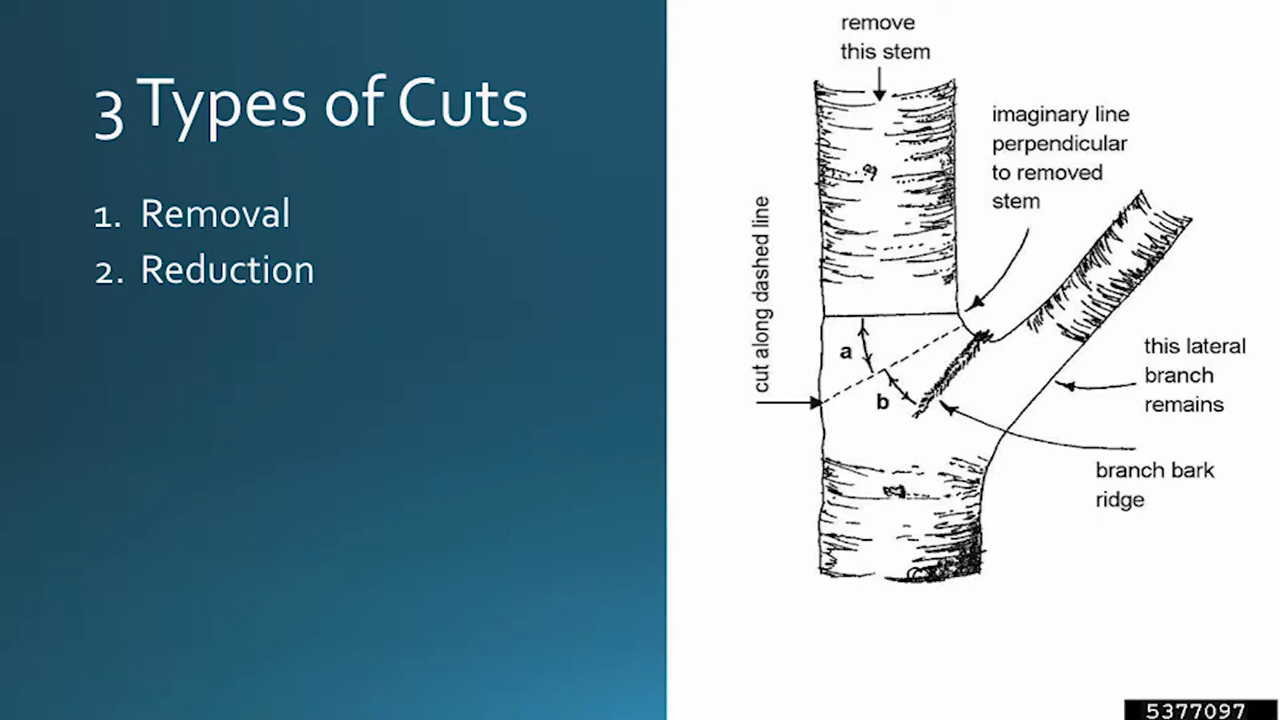 3 Types of Cuts
1. Removal
2. Reduction
remove
this stem
imaginary line
perpendicular
to removed
stem
cut along dashed line
a
b
this lateral
branch
remains
branch bark
ridge
5377097